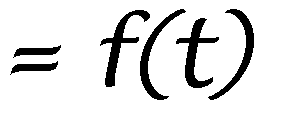 = f(t)